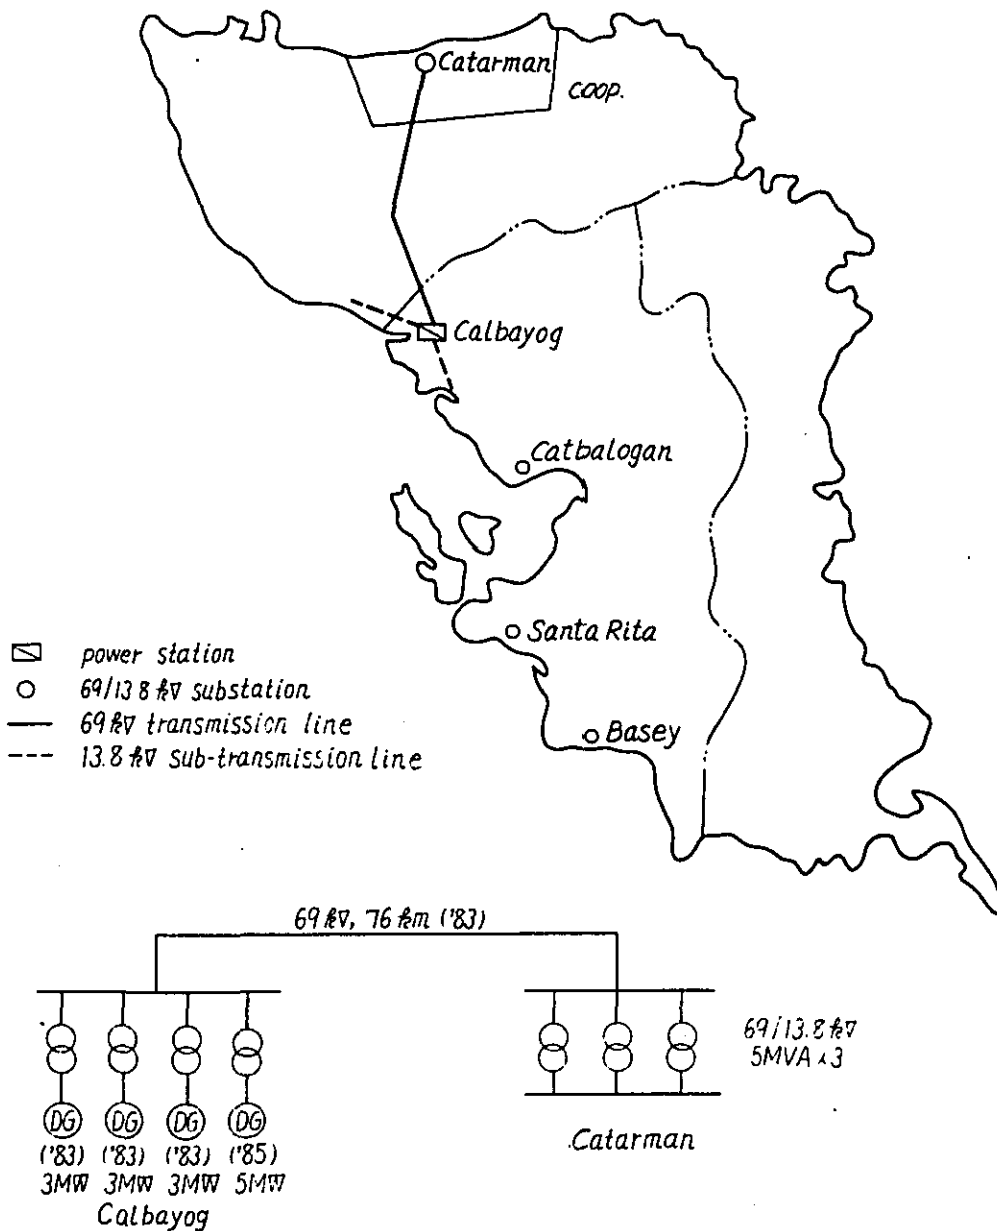 Catarman
COOP.
Calbayog
Catbalogan
Santa Rita
Basey
power station
69/13.8 kV substation
69 kV transmission line
13.8 kV sub-transmission line
69 kV, 76 km ('83)
69/13.8 kV
5MVA x 3
DG DG DG DG
('83) ('83) ('83) ('85)
3MW 3MW 3MW 5MW
Calbayog
Catarman